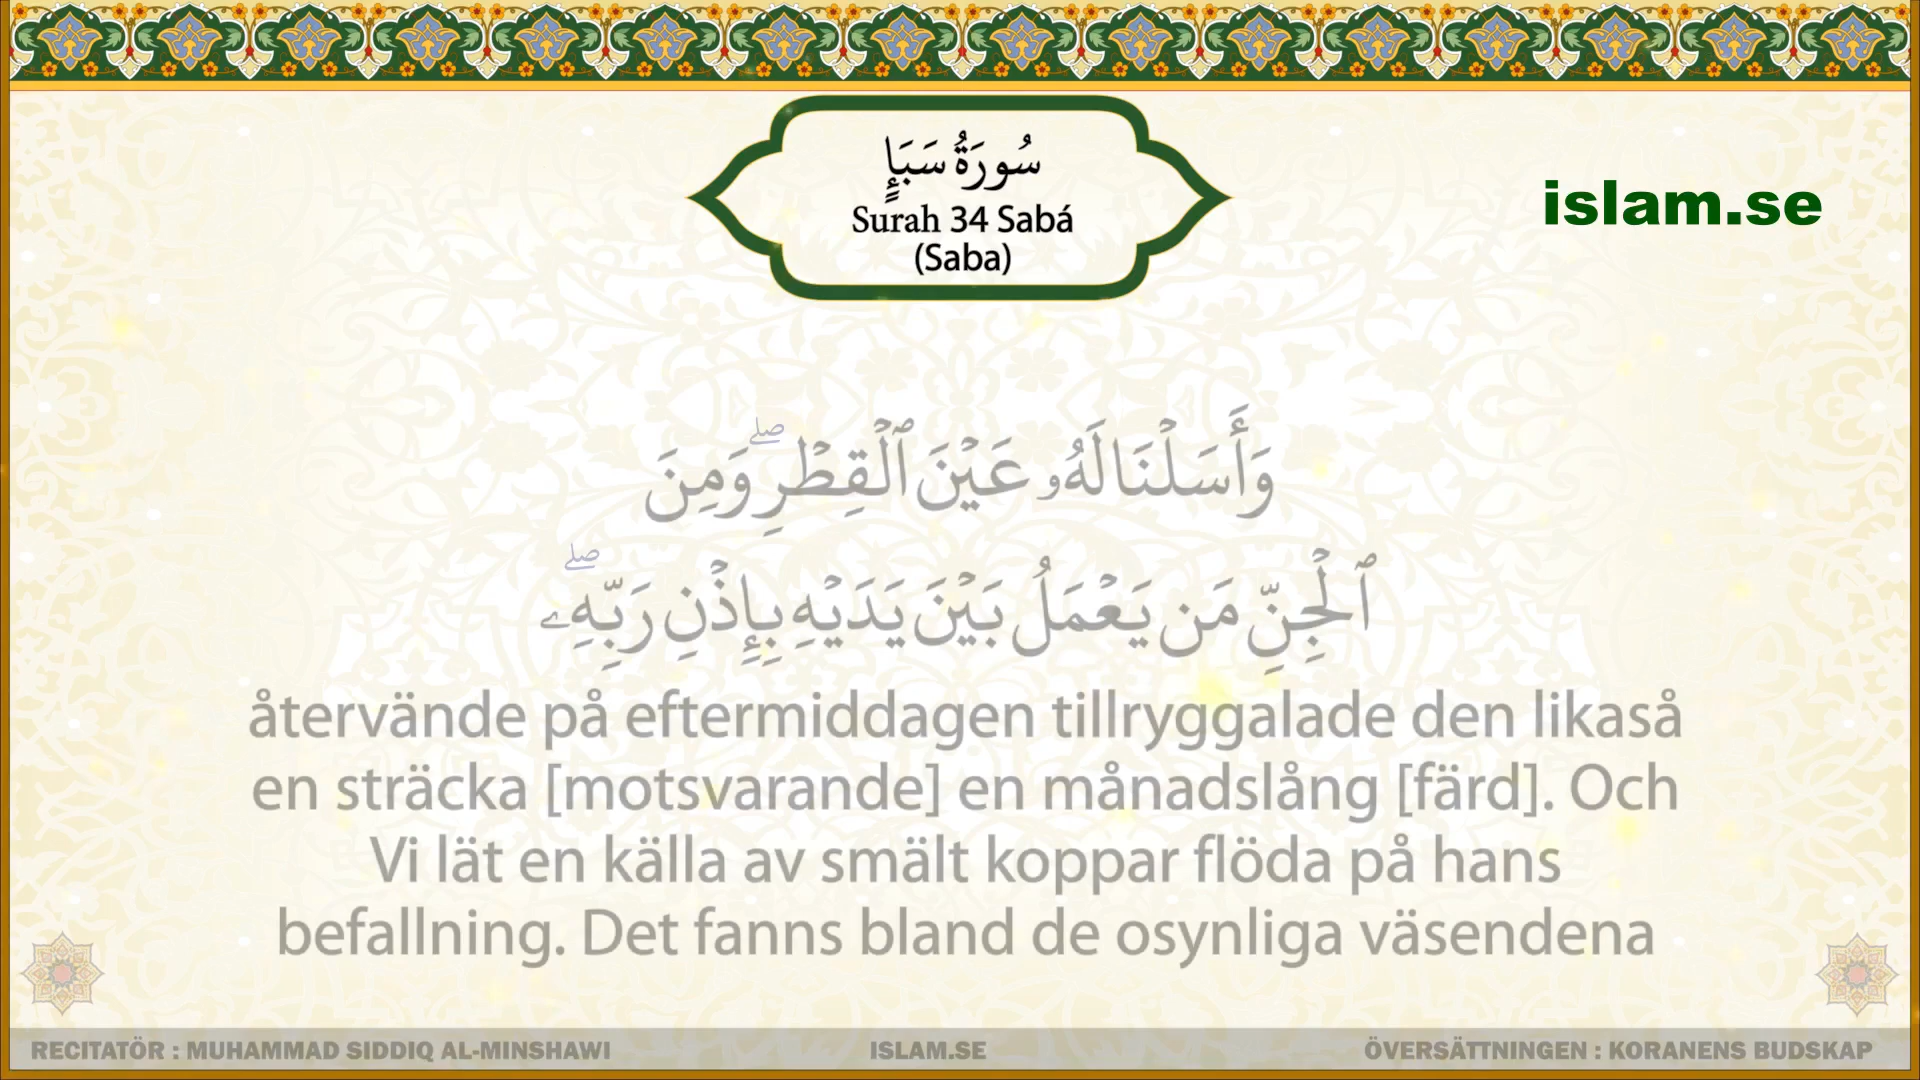 سُورَةُ سَبَإٍ
Surah 34 Sabá
(Saba)
islam.se
وَأَسَلْنَا لَهُۥ عَيْنَ ٱلْقِطْرِ ۖ وَمِنَ
ٱلْجِنِّ مَن يَعْمَلُ بَيْنَ يَدَيْهِ بِإِذْنِ رَبِّهِۦ ۖ
återvände på eftermiddagen tillryggalade den likaså
en sträcka [motsvarande] en månadslång [färd]. Och
Vi lät en källa av smält koppar flöda på hans
befallning. Det fanns bland de osynliga väsendena
RECITATÖR : MUHAMMAD SIDDIQ AL-MINSHAWI
ISLAM.SE
ÖVERSÄTTNINGEN : KORANENS BUDSKAP